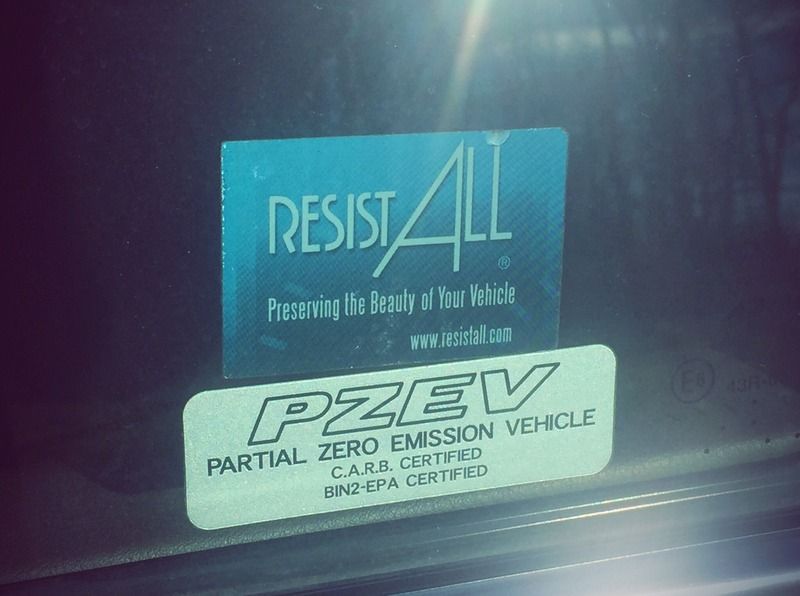 RESISTALL
®
Preserving the Beauty of Your Vehicle
www.resistall.com
PZEV
PARTIAL ZERO EMISSION VEHICLE
C.A.R.B. CERTIFIED
BIN2-EPA CERTIFIED
43R-